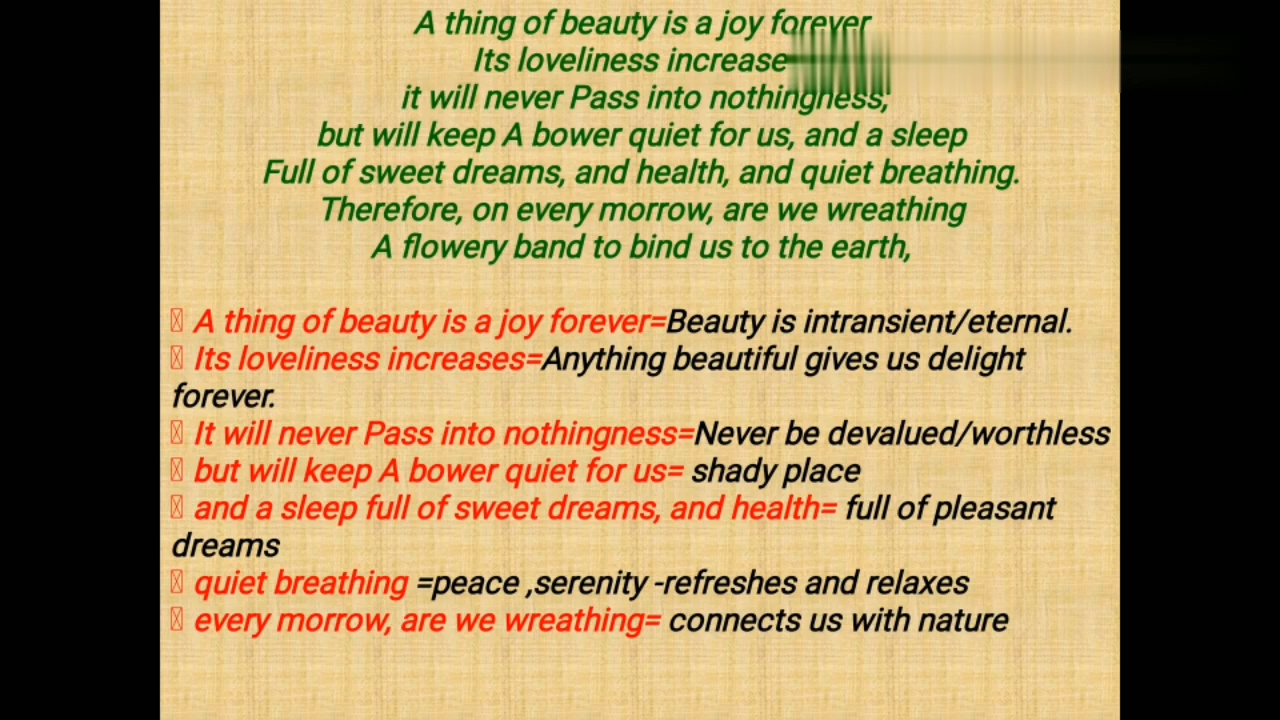 A thing of beauty is a joy forever
Its loveliness increase
it will never Pass into nothingness,
but will keep A bower quiet for us, and a sleep
Full of sweet dreams, and health, and quiet breathing.
Therefore, on every morrow, are we wreathing
A flowery band to bind us to the earth,
A thing of beauty is a joy forever=Beauty is intransient/eternal.
Its loveliness increases=Anything beautiful gives us delight
forever.
It will never Pass into nothingness=Never be devalued/worthless
but will keep A bower quiet for us= shady place
and a sleep full of sweet dreams, and health= full of pleasant
dreams
quiet breathing =peace ,serenity -refreshes and relaxes
every morrow, are we wreathing= connects us with nature